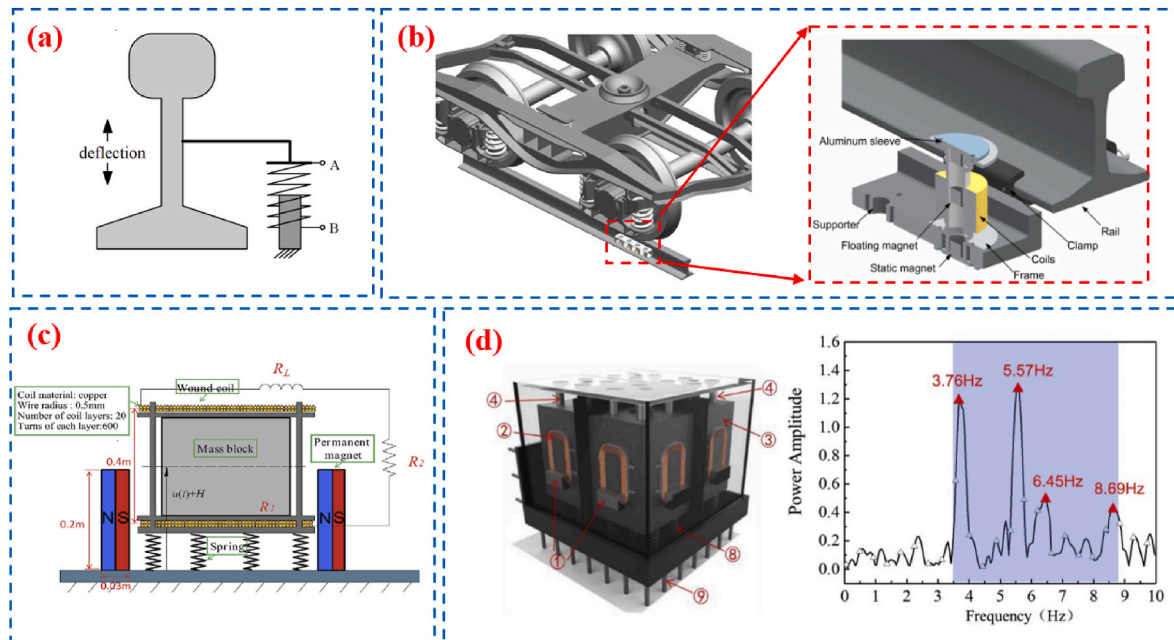 (a)
deflection
A
B
(b)
Aluminum sleeve
Supporter
Floating magnet
Static magnet
Frame
Coils
Clamp
Rail
(c)
Coil material: copper
Wire radius : 0.5mm
Number of coil layers: 20
Turns of each layer:600
Wound coil
R_L
Mass block
Permanent
magnet
R_2
0.4m
u(t)+H
R_1
N S
N S
0.2m
Spring
0.03m
(d)
④
④
②
③
①
⑧
⑨
Power Amplitude
1.6
1.4
1.2
1.0
0.8
0.6
0.4
0.2
0.0
3.76Hz
5.57Hz
6.45Hz
8.69Hz
0 1 2 3 4 5 6 7 8 9 10
Frequency（Hz）